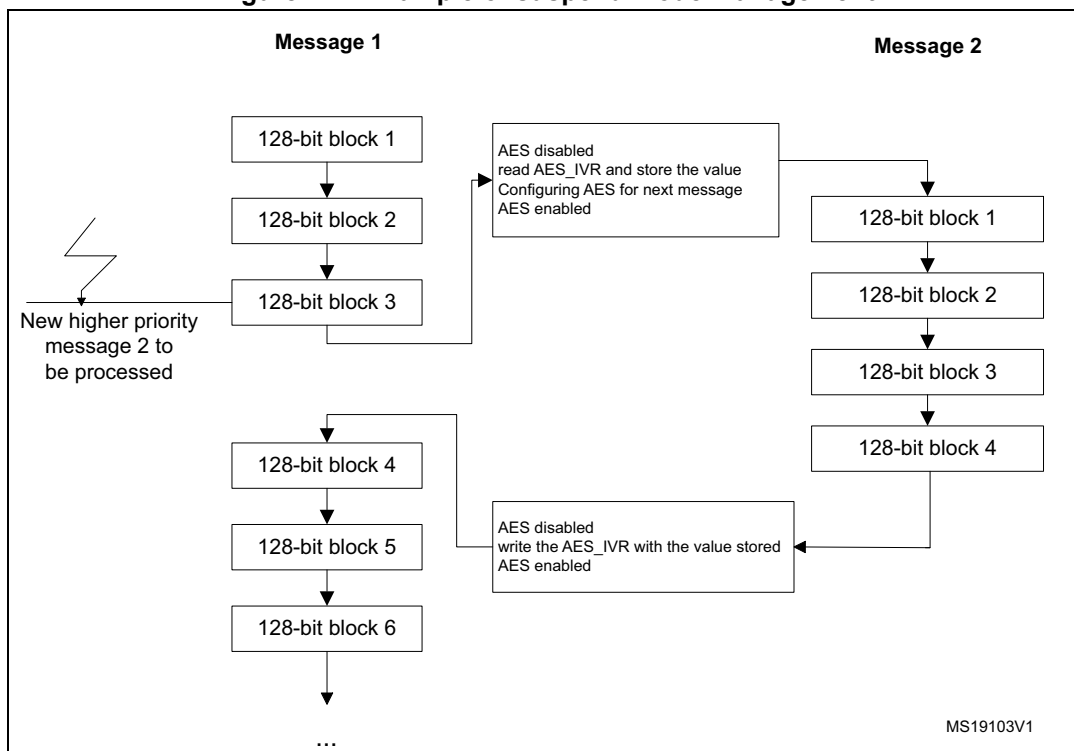 Message 1
Message 2
128-bit block 1
128-bit block 2
128-bit block 3
New higher priority
message 2 to
be processed
AES disabled
read AES_IVR and store the value
Configuring AES for next message
AES enabled
128-bit block 1
128-bit block 2
128-bit block 3
128-bit block 4
AES disabled
write the AES_IVR with the value stored
AES enabled
128-bit block 4
128-bit block 5
128-bit block 6
...
MS19103V1